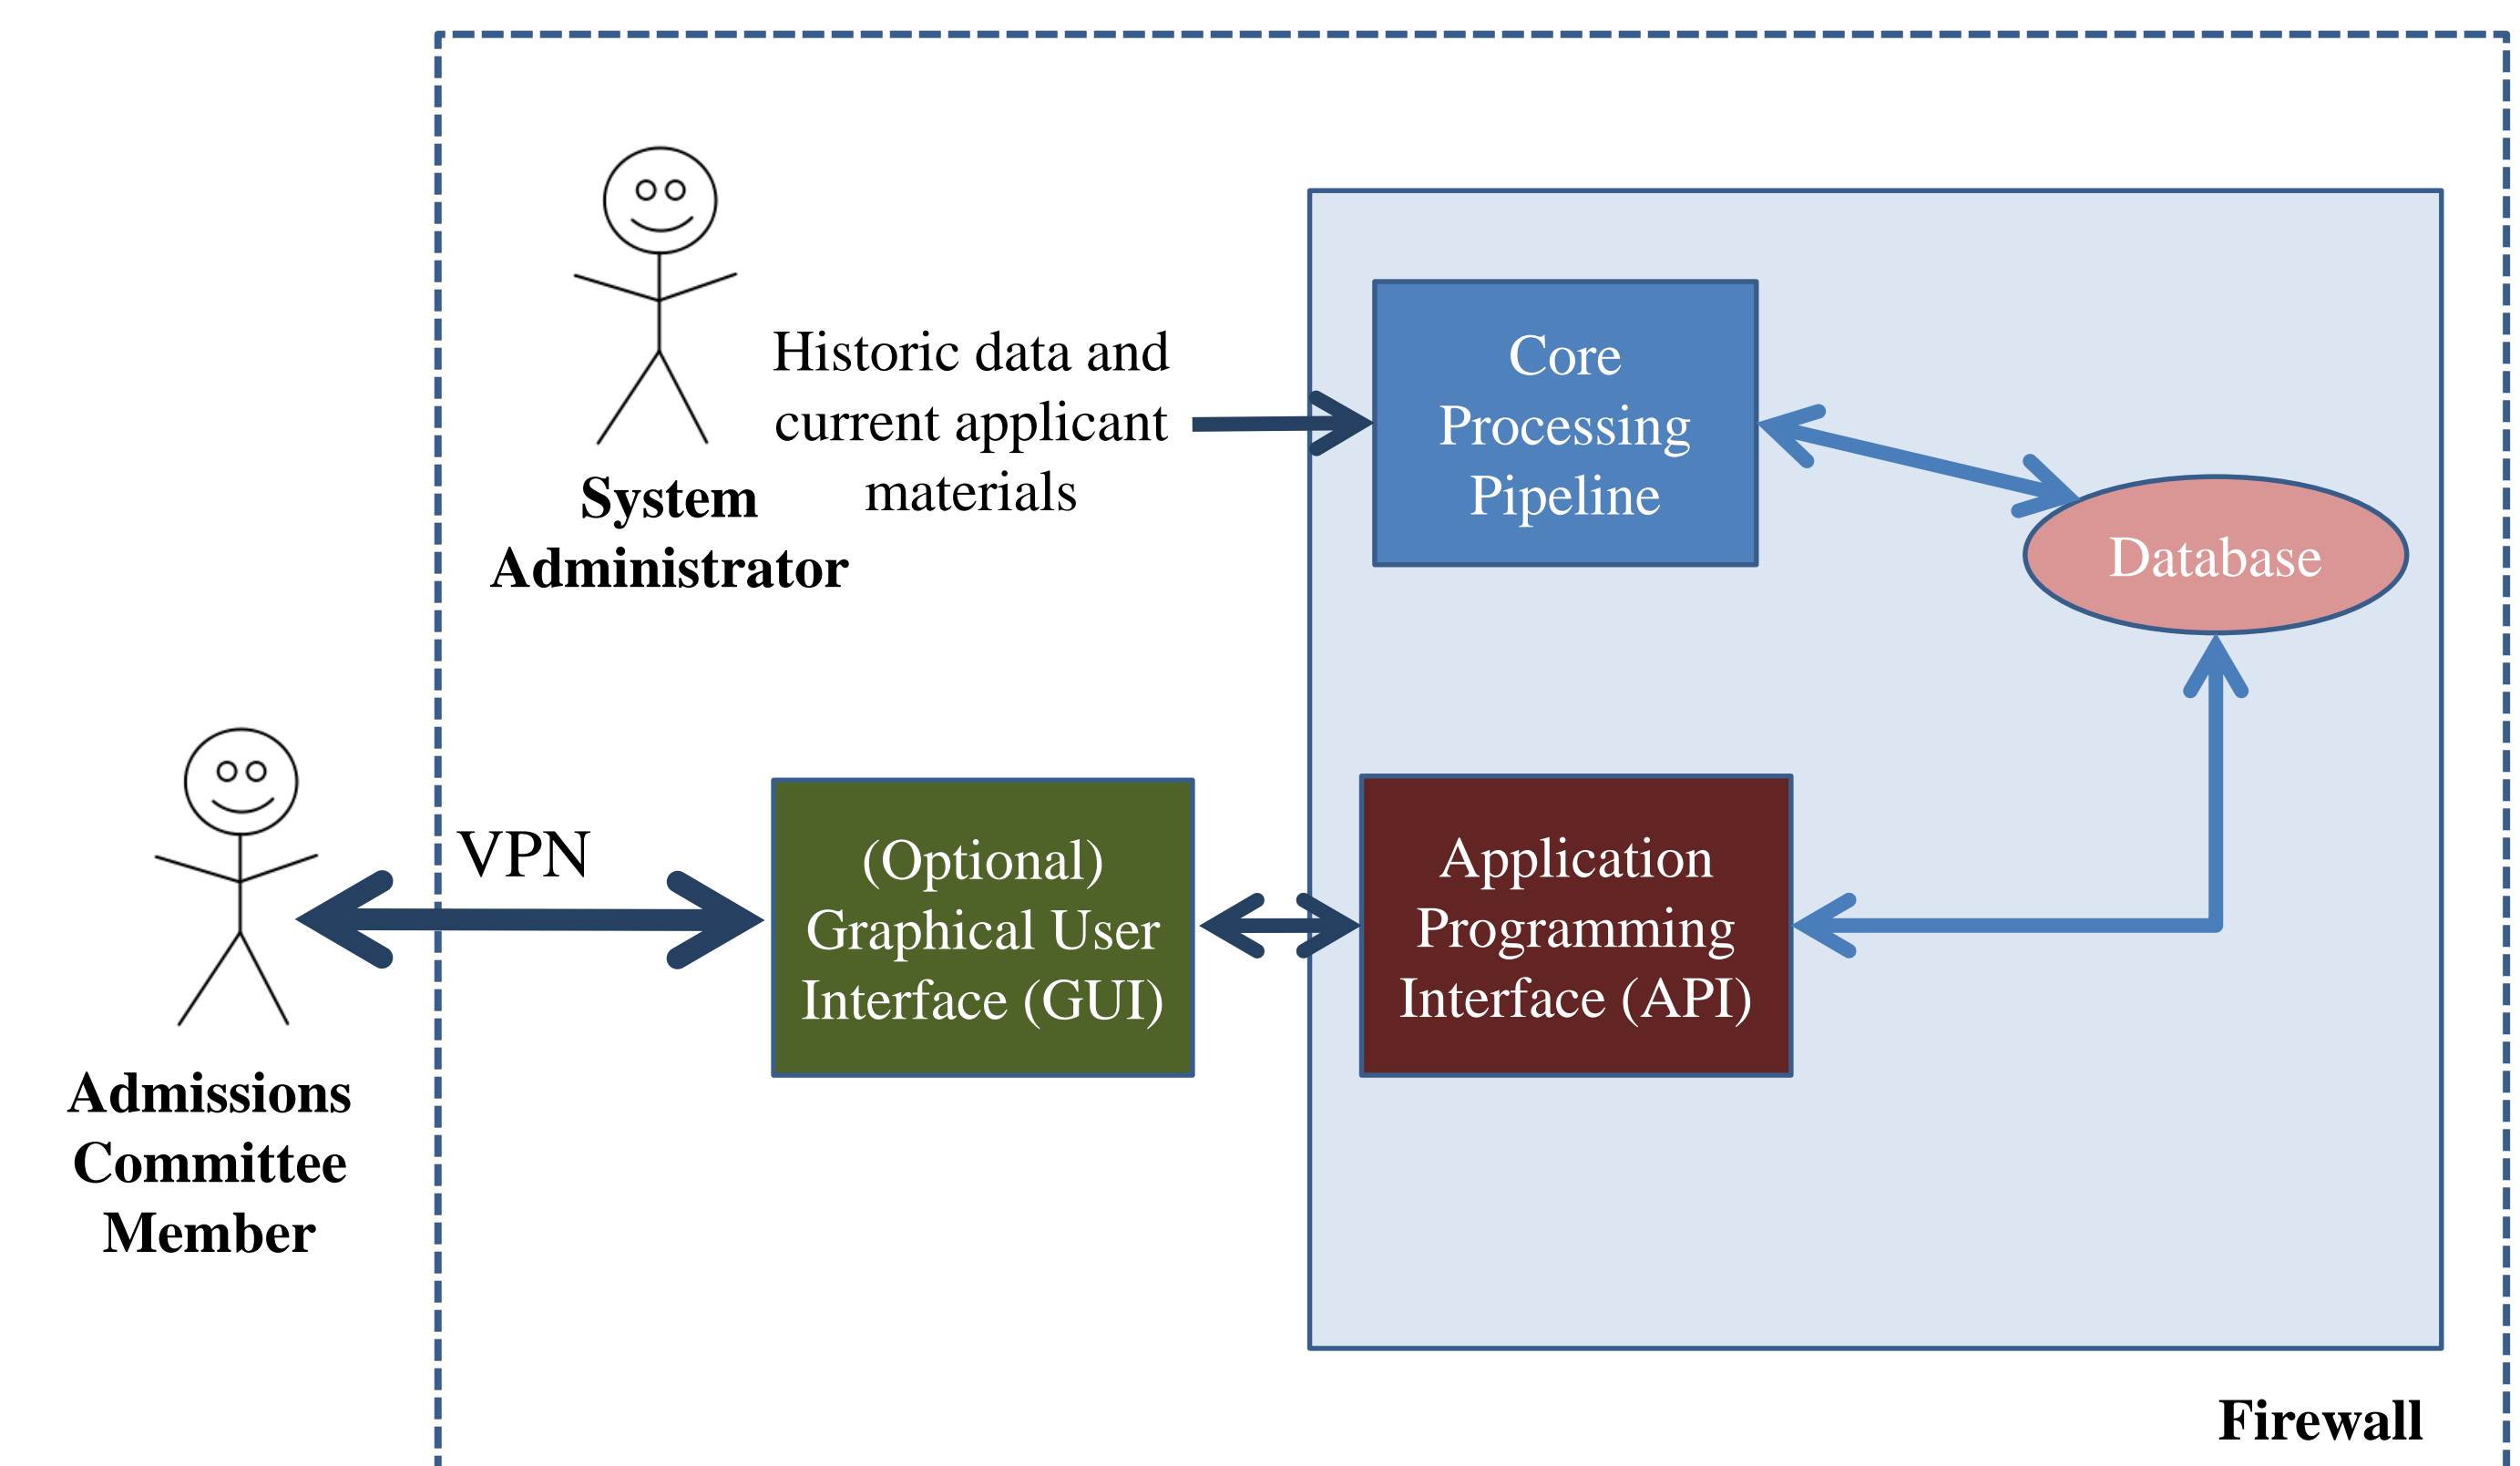 Historic data and
current applicant
materials
System
Administrator
Core
Processing
Pipeline
Database
VPN
(Optional)
Graphical User
Interface (GUI)
Application
Programming
Interface (API)
Admissions
Committee
Member
Firewall